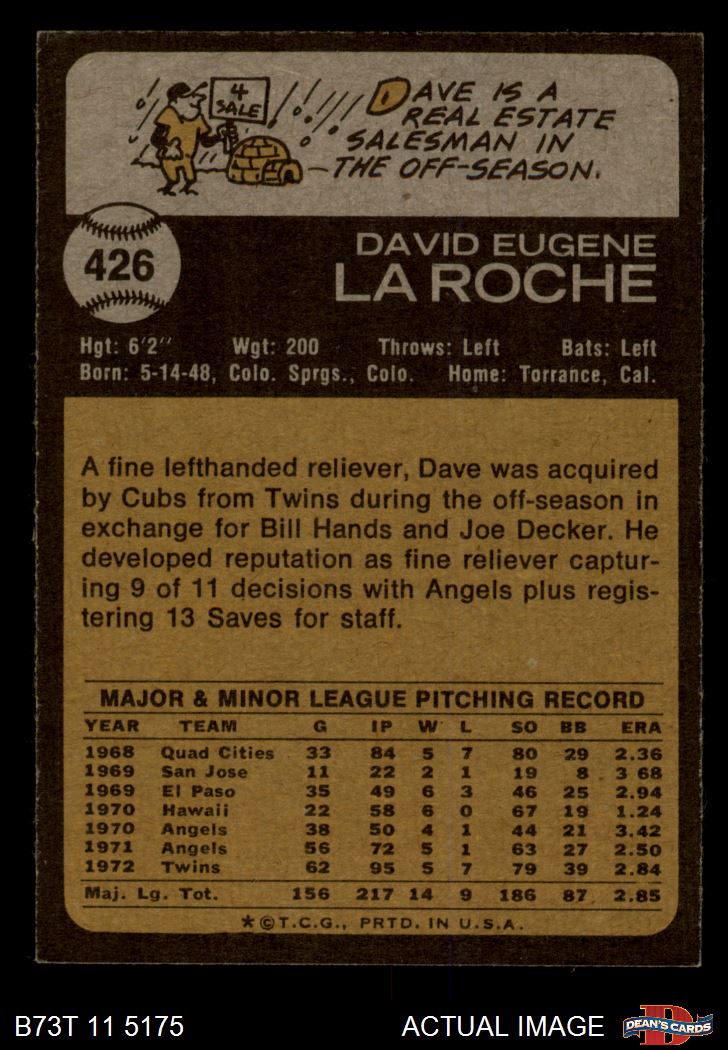 4
SALE
DAVE IS A
REAL ESTATE
SALESMAN IN
THE OFF-SEASON.
426
DAVID EUGENE
LA ROCHE
Hgt: 6'2" Wgt: 200 Throws: Left Bats: Left
Born: 5-14-48, Colo. Sprgs., Colo. Home: Torrance, Cal.
A fine lefthanded reliever, Dave was acquired
by Cubs from Twins during the off-season in
exchange for Bill Hands and Joe Decker. He
developed reputation as fine reliever captur-
ing 9 of 11 decisions with Angels plus regis-
tering 13 Saves for staff.
MAJOR & MINOR LEAGUE PITCHING RECORD
YEAR TEAM G IP W L SO BB ERA
1968 Quad Cities 33 84 5 7 80 29 2.36
1969 San Jose 11 22 2 1 19 8 3 68
1969 El Paso 35 49 6 3 46 25 2.94
1970 Hawaii 22 58 6 0 67 19 1.24
1970 Angels 38 50 4 1 44 21 3.42
1971 Angels 56 72 5 1 63 27 2.50
1972 Twins 62 95 5 7 79 39 2.84
Maj. Lg. Tot. 156 217 14 9 186 87 2.85
*©T.C.G., PRTD. IN U.S.A.
B73T 11 5175 ACTUAL IMAGE
D
DEAN'S CARDS